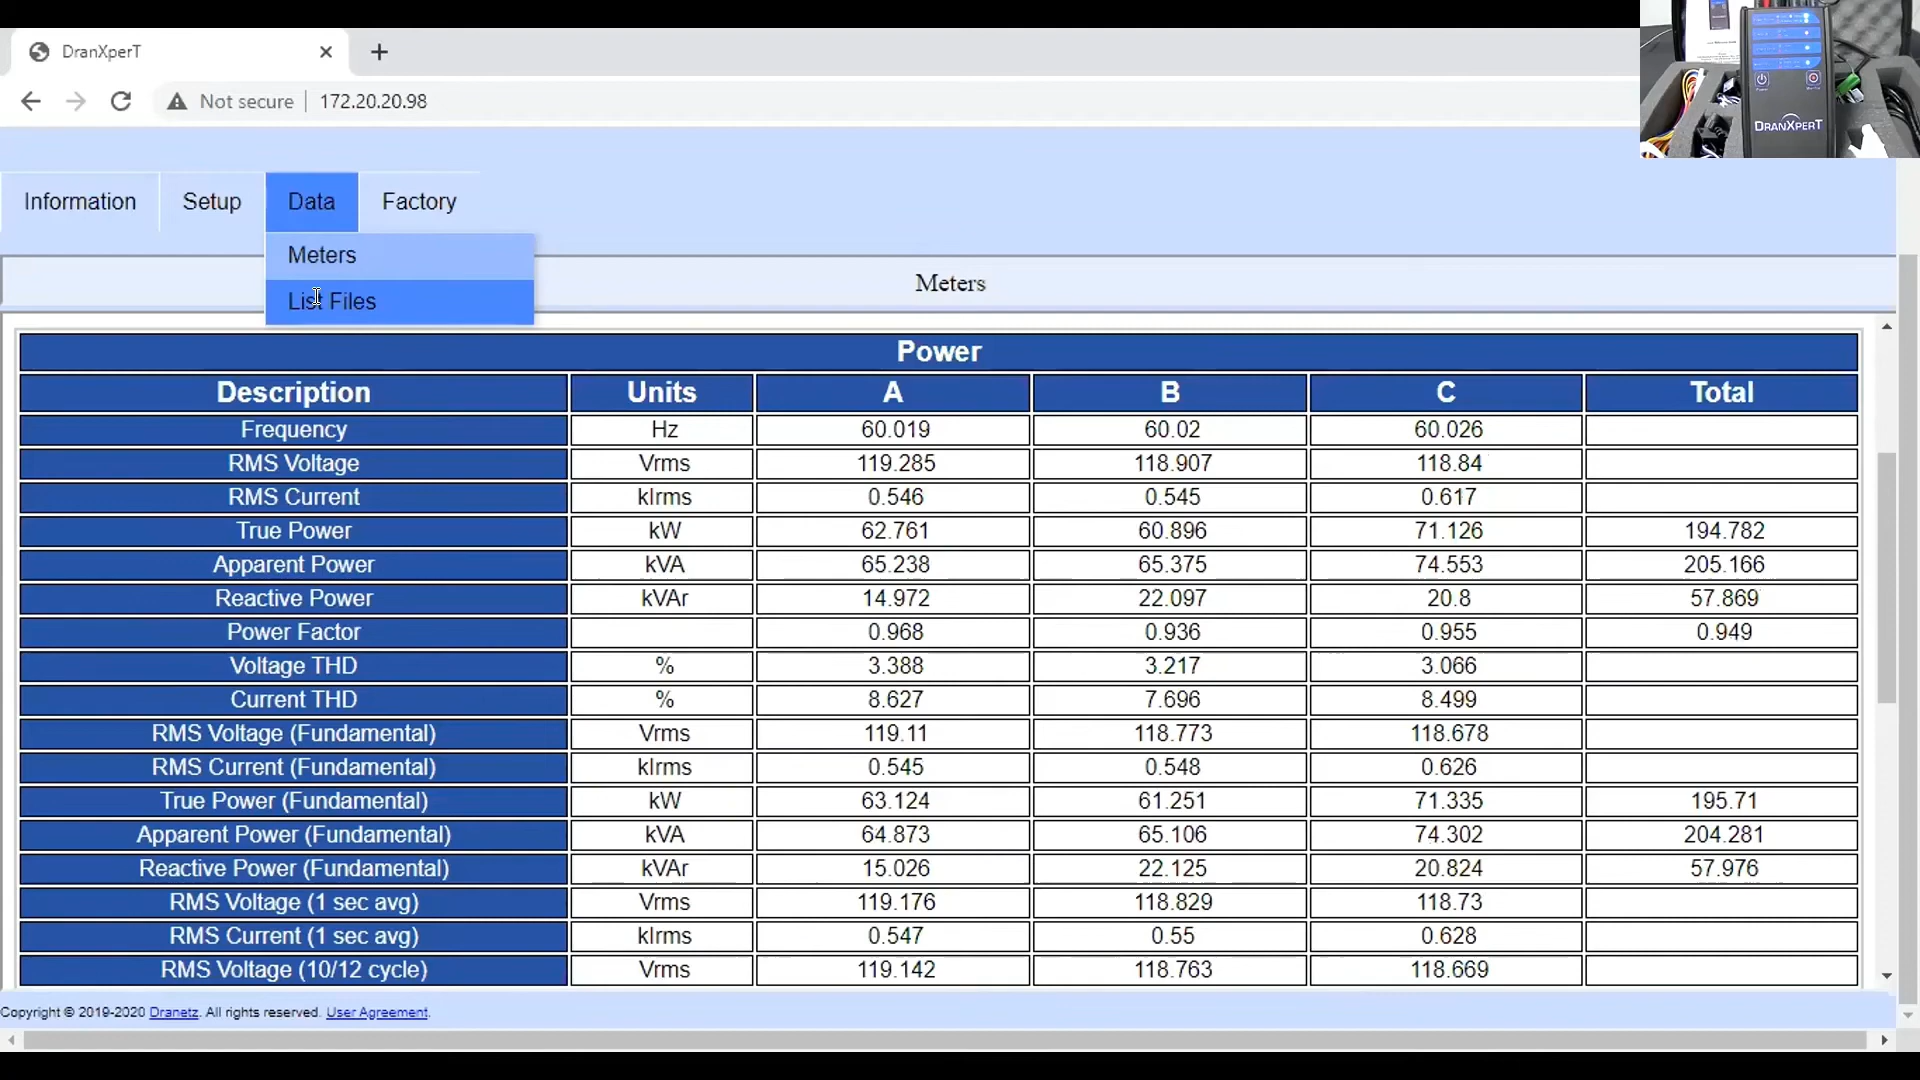 DranXperT
Not secure 172.20.20.98
Information Setup Data Factory
Meters
List Files
Meters
Power
Description Units A B C Total
Frequency Hz 60.019 60.02 60.026
RMS Voltage Vrms 119.285 118.907 118.84
RMS Current kIrms 0.546 0.545 0.617
True Power kW 62.761 60.896 71.126 194.782
Apparent Power kVA 65.238 65.375 74.553 205.166
Reactive Power kVAr 14.972 22.097 20.8 57.869
Power Factor 0.968 0.936 0.955 0.949
Voltage THD % 3.388 3.217 3.066
Current THD % 8.627 7.696 8.499
RMS Voltage (Fundamental) Vrms 119.11 118.773 118.678
RMS Current (Fundamental) kIrms 0.545 0.548 0.626
True Power (Fundamental) kW 63.124 61.251 71.335 195.71
Apparent Power (Fundamental) kVA 64.873 65.106 74.302 204.281
Reactive Power (Fundamental) kVAr 15.026 22.125 20.824 57.976
RMS Voltage (1 sec avg) Vrms 119.176 118.829 118.73
RMS Current (1 sec avg) kIrms 0.547 0.55 0.628
RMS Voltage (10/12 cycle) Vrms 119.142 118.763 118.669
Copyright © 2019-2020 Dranetz. All rights reserved. User Agreement.
DRANXPERT